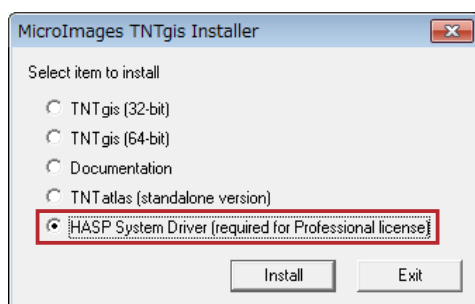 MicroImages TNTgis Installer
Select item to install
TNTgis (32-bit)
TNTgis (64-bit)
Documentation
TNTatlas (standalone version)
HASP System Driver (required for Professional license)
Install Exit